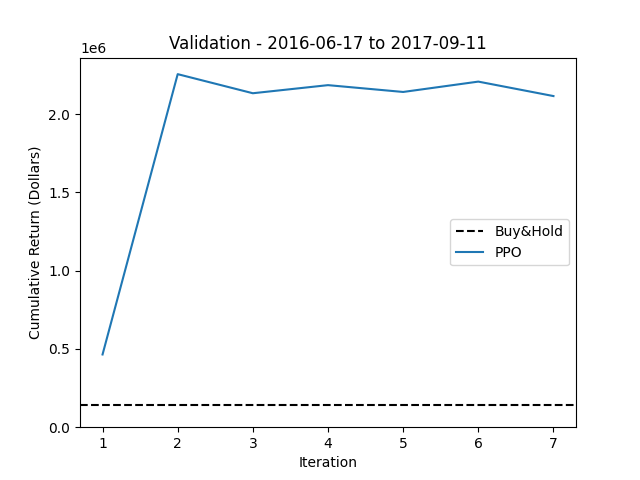 Validation - 2016-06-17 to 2017-09-11
1e6
2.0
1.5
1.0
0.5
0.0
Cumulative Return (Dollars)
Buy&Hold
PPO
1 2 3 4 5 6 7
Iteration